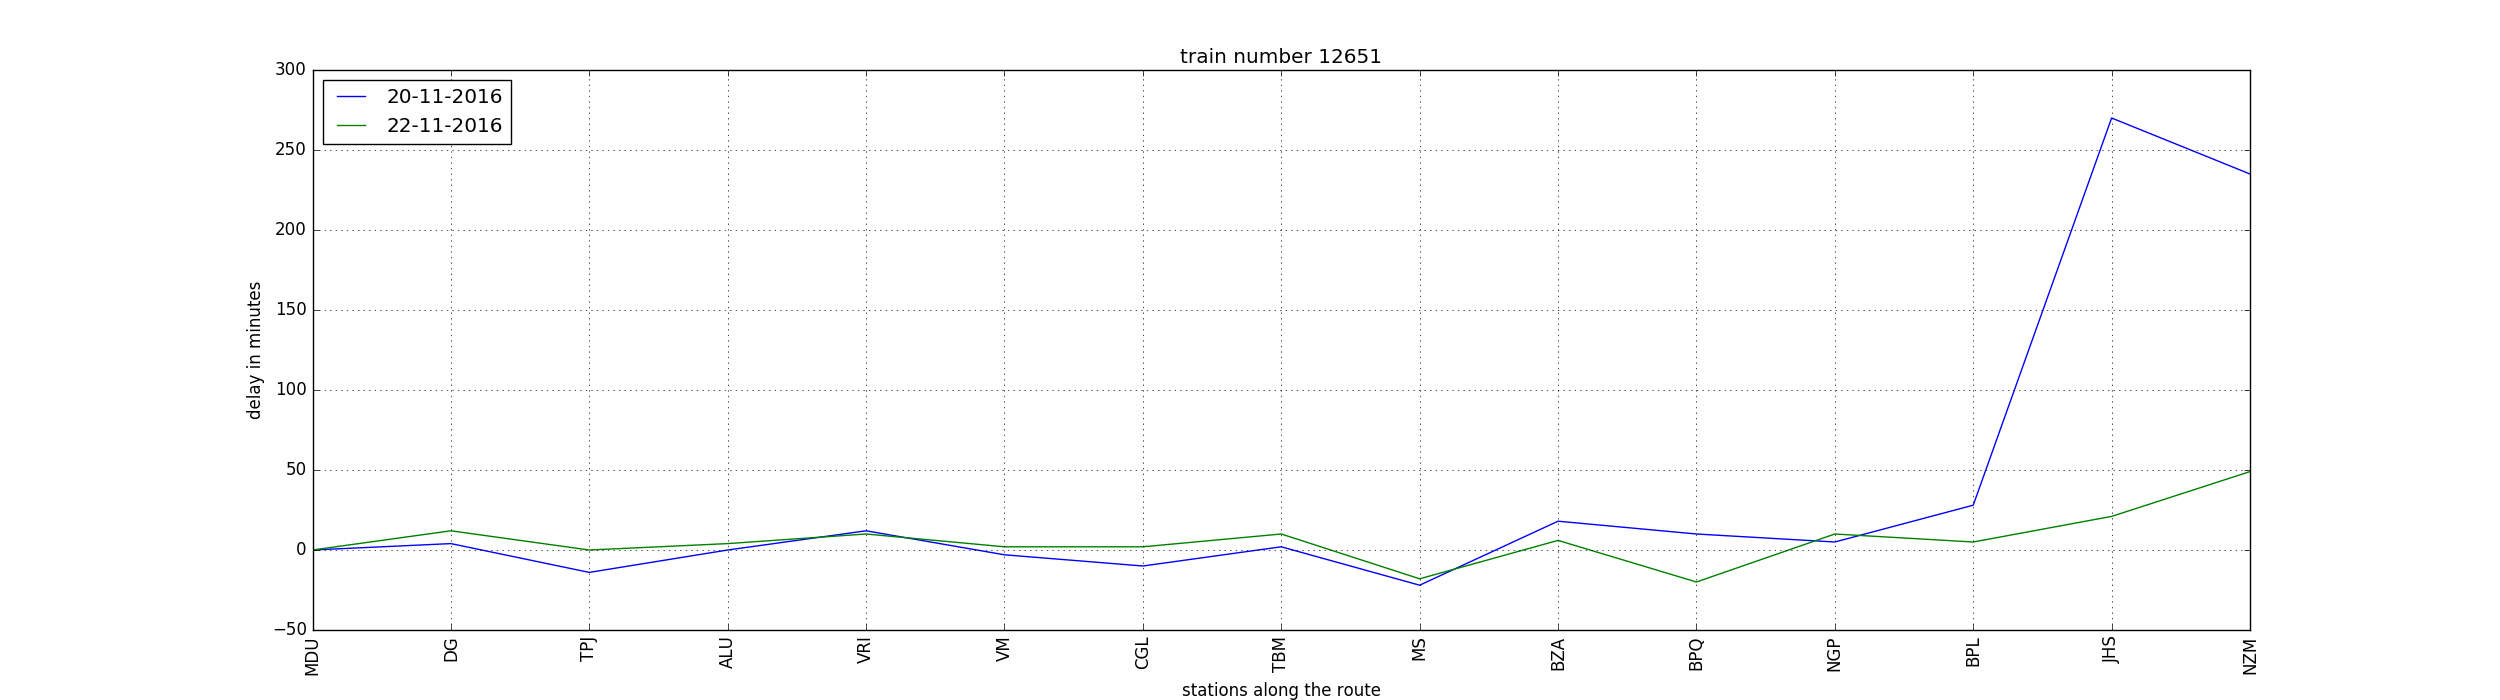 train number 12651
20-11-2016
22-11-2016
300
250
200
150
100
50
0
−50
delay in minutes
MDU
DG
TPJ
ALU
VRI
VM
CGL
TBM
MS
BZA
BPQ
NGP
BPL
JHS
NZM
stations along the route